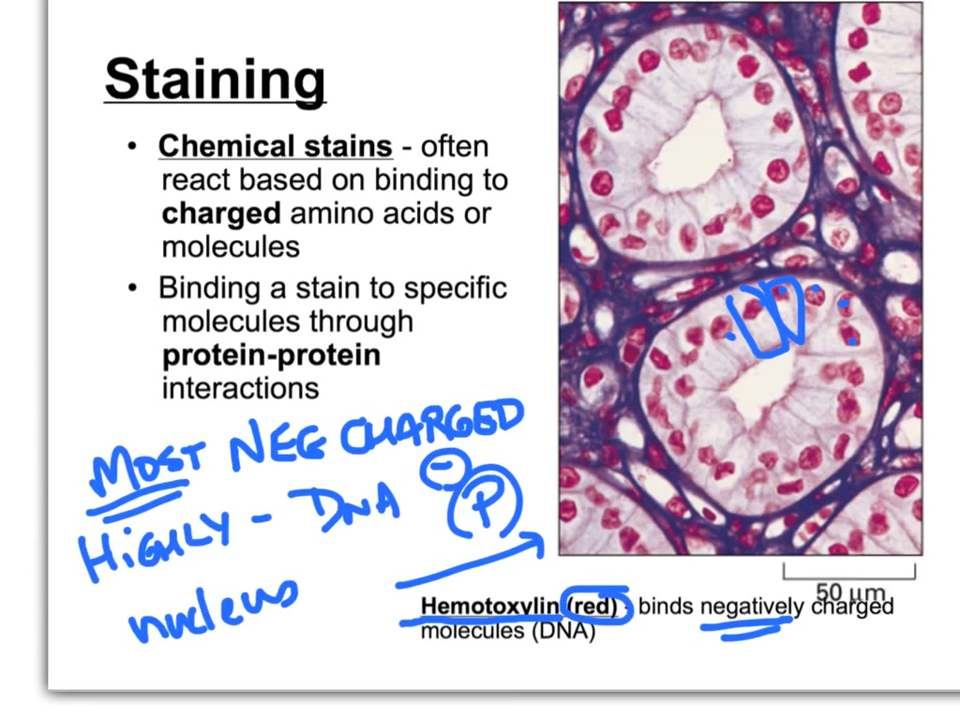 Staining
• Chemical stains - often
react based on binding to
charged amino acids or
molecules
• Binding a stain to specific
molecules through
protein-protein
interactions
MOST NEG CHARGED
HIGHLY - DNA - P
nucleus
50 µm
Hemotoxylin (red) - binds negatively charged
molecules (DNA)